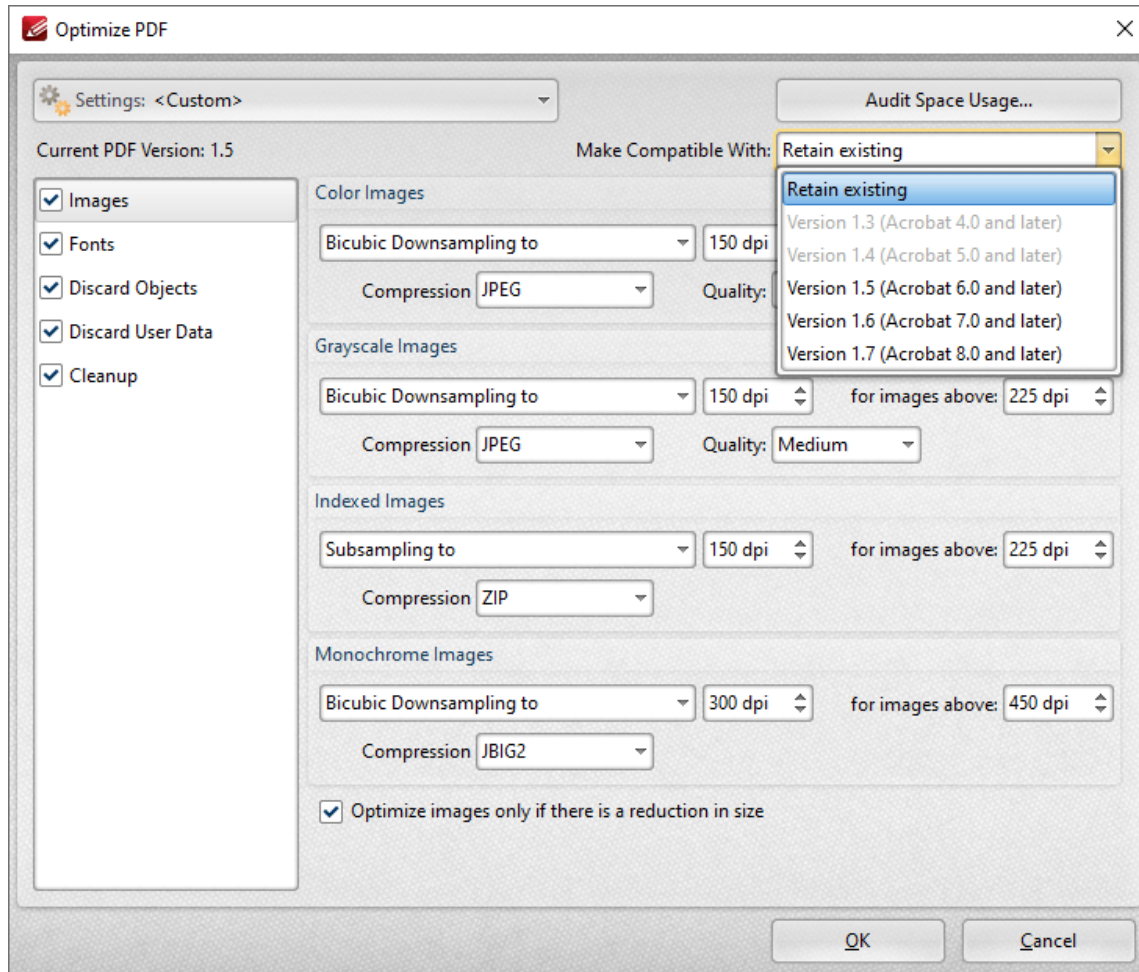 Optimize PDF
Settings: <Custom>
Audit Space Usage...
Current PDF Version: 1.5
Make Compatible With: Retain existing
Retain existing
Version 1.3 (Acrobat 4.0 and later)
Version 1.4 (Acrobat 5.0 and later)
Version 1.5 (Acrobat 6.0 and later)
Version 1.6 (Acrobat 7.0 and later)
Version 1.7 (Acrobat 8.0 and later)
Images
Fonts
Discard Objects
Discard User Data
Cleanup
Color Images
Bicubic Downsampling to 150 dpi
Compression JPEG Quality:
Grayscale Images
Bicubic Downsampling to 150 dpi for images above: 225 dpi
Compression JPEG Quality: Medium
Indexed Images
Subsampling to 150 dpi for images above: 225 dpi
Compression ZIP
Monochrome Images
Bicubic Downsampling to 300 dpi for images above: 450 dpi
Compression JBIG2
Optimize images only if there is a reduction in size
OK Cancel